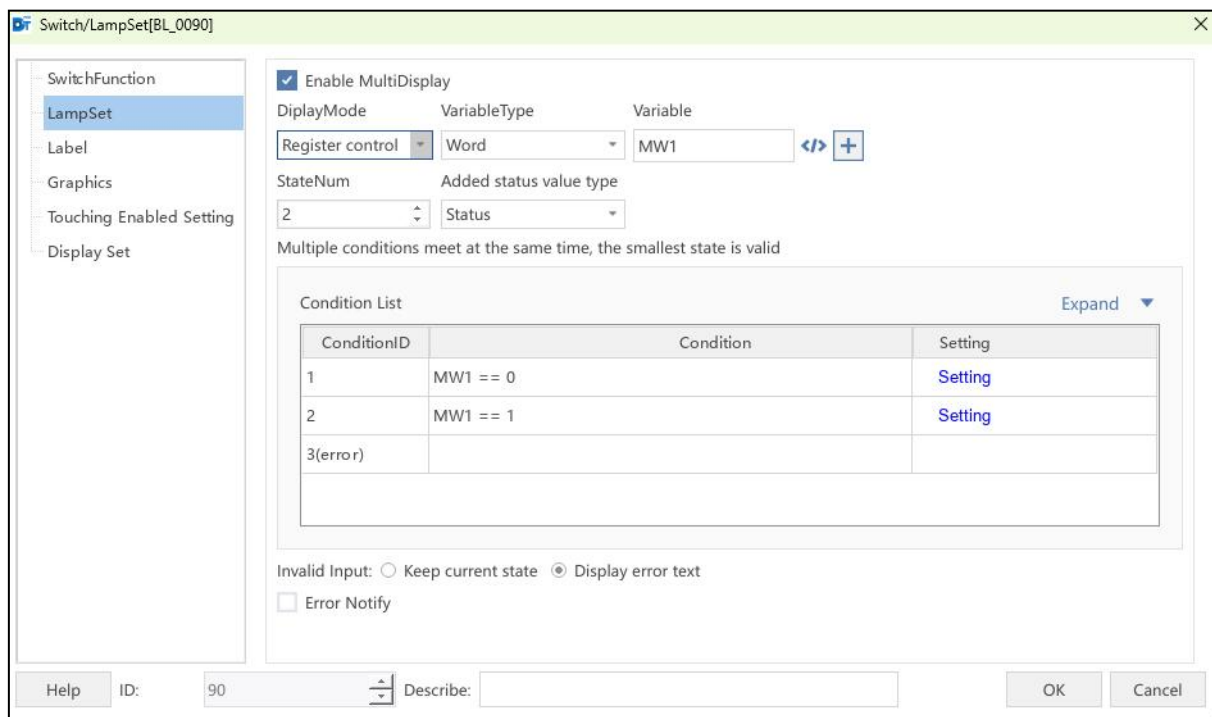 Switch/LampSet[BL_0090]
SwitchFunction
LampSet
Label
Graphics
Touching Enabled Setting
Display Set
Enable MultiDisplay
DiplayMode VariableType Variable
Register control Word MW1
StateNum Added status value type
2 Status
Multiple conditions meet at the same time, the smallest state is valid
Condition List Expand
ConditionID Condition Setting
1 MW1 == 0 Setting
2 MW1 == 1 Setting
3(error)
Invalid Input: Keep current state Display error text
Error Notify
Help ID: 90 Describe: OK Cancel